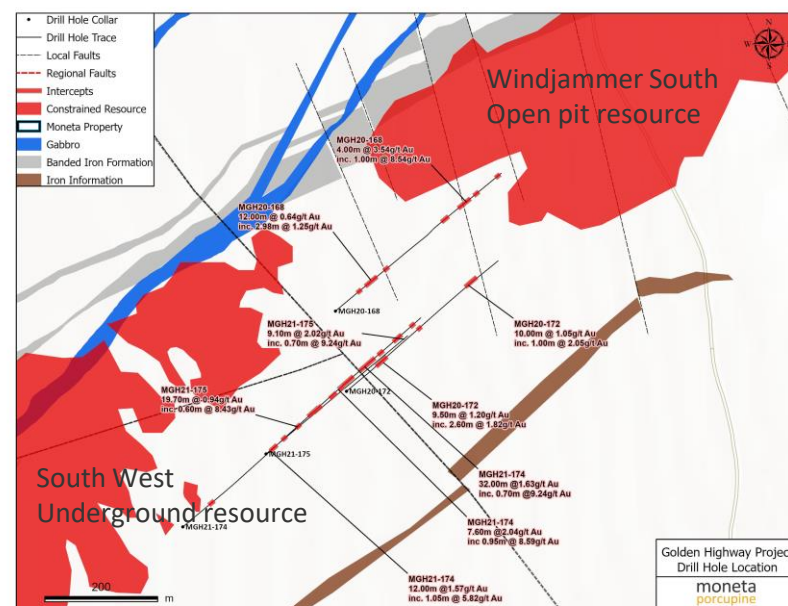 Drill Hole Collar
Drill Hole Trace
Local Faults
Regional Faults
Intercepts
Constrained Resource
Moneta Property
Gabbro
Banded Iron Formation
Iron Information
N
W
E
S
Windjammer South
Open pit resource
MGH20-168
4.00m @ 3.54g/t Au
inc. 1.00m @ 8.54g/t Au
MGH20-168
12.00m @ 0.64g/t Au
inc. 2.98m @ 1.25g/t Au
MGH20-168
MGH21-175
9.10m @ 2.02g/t Au
inc. 0.70m @ 9.24g/t Au
MGH20-172
10.00m @ 1.05g/t Au
inc. 1.00m @ 2.05g/t Au
MGH21-175
19.70m @ 0.94g/t Au
inc. 0.60m @ 8.43g/t Au
MGH20-172
MGH20-172
9.50m @ 1.20g/t Au
inc. 2.60m @ 1.82g/t Au
MGH21-175
South West
Underground resource
MGH21-174
32.00m @1.63g/t Au
inc. 0.70m @9.24g/t Au
MGH21-174
7.60m @2.04g/t Au
inc 0.95m @ 8.59g/t Au
MGH21-174
MGH21-174
12.00m @1.57g/t Au
inc. 1.05m @ 5.82g/t Au
200
m
Golden Highway Project
Drill Hole Location
moneta
porcupine